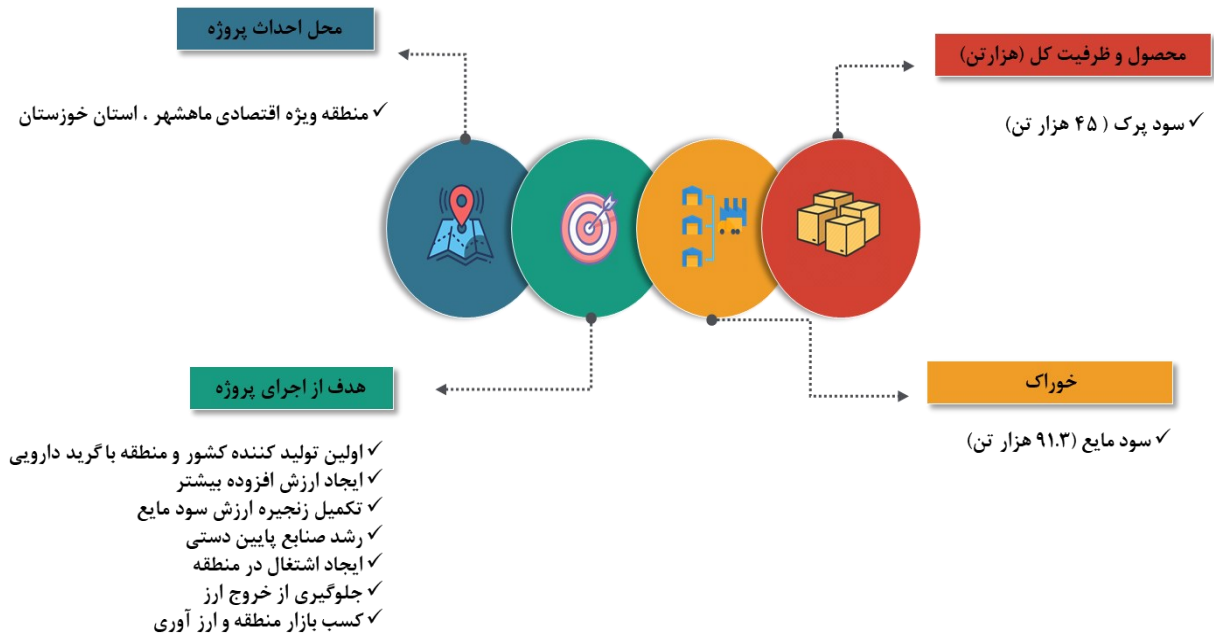 محصول و ظرفیت کل (هزارتن)
✓ سود پرک ( ۴۵ هزار تن)
محل احداث پروژه
✓ منطقه ویژه اقتصادی ماهشهر ، استان خوزستان
خوراک
✓ سود مایع (۹۱.۳ هزار تن)
هدف از اجرای پروژه
✓ اولین تولید کننده کشور و منطقه با گرید دارویی
✓ ایجاد ارزش افزوده بیشتر
✓ تکمیل زنجیره ارزش سود مایع
✓ رشد صنایع پایین دستی
✓ ایجاد اشتغال در منطقه
✓ جلوگیری از خروج ارز
✓ کسب بازار منطقه و ارز آوری